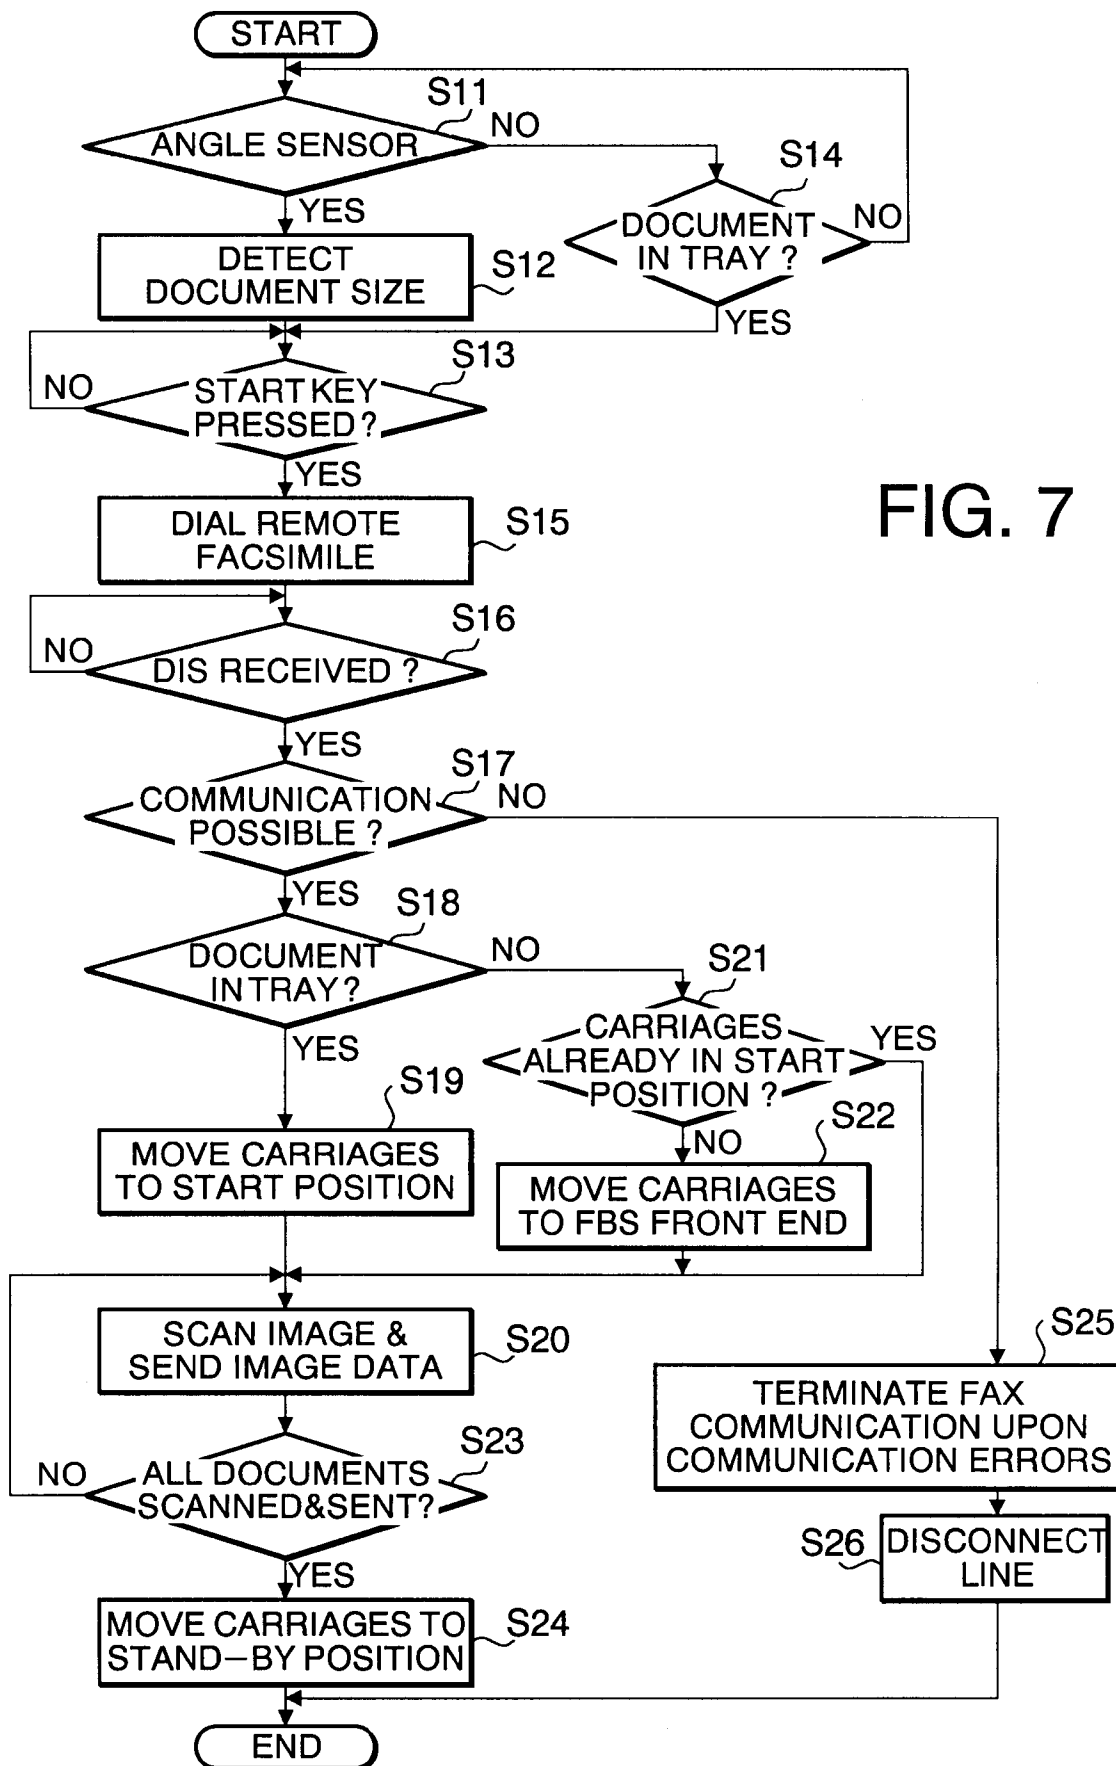 START
S11
ANGLE SENSOR
NO
YES
S14
DOCUMENT
IN TRAY ?
NO
YES
DETECT
DOCUMENT SIZE
S12
S13
START KEY
PRESSED ?
NO
YES
FIG. 7
DIAL REMOTE
FACSIMILE
S15
S16
DIS RECEIVED ?
NO
YES
S17
COMMUNICATION
POSSIBLE ?
NO
YES
S18
DOCUMENT
IN TRAY ?
NO
YES
S21
CARRIAGES
ALREADY IN START
POSITION ?
YES
NO
S19
MOVE CARRIAGES
TO START POSITION
S22
MOVE CARRIAGES
TO FBS FRONT END
SCAN IMAGE &
SEND IMAGE DATA
S20
S25
TERMINATE FAX
COMMUNICATION UPON
COMMUNICATION ERRORS
S23
ALL DOCUMENTS
SCANNED&SENT?
NO
YES
S26
DISCONNECT
LINE
MOVE CARRIAGES TO
STAND-BY POSITION
S24
END